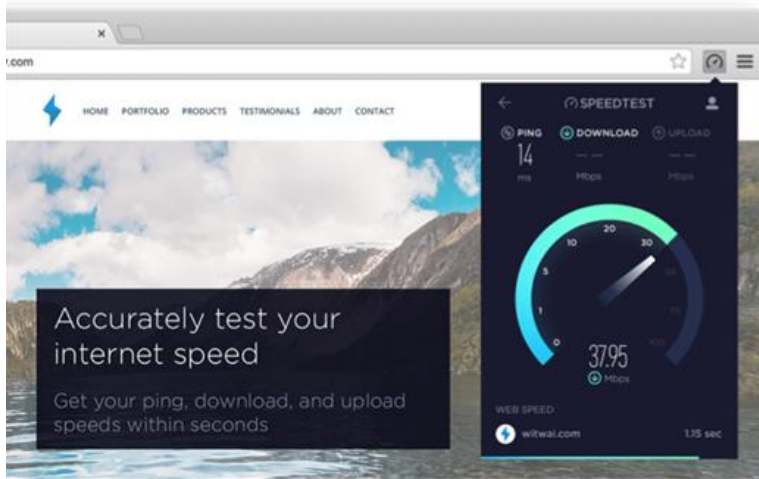 w.com
HOME PORTFOLIO PRODUCTS TESTIMONIALS ABOUT CONTACT
SPEEDTEST
PING DOWNLOAD UPLOAD
14 — — — —
ms Mbps Mbps
20
10 30
5
1
0 100
37.95
Mbps
WEB SPEED
witwai.com 1.15 sec
Accurately test your
internet speed
Get your ping, download, and upload
speeds within seconds